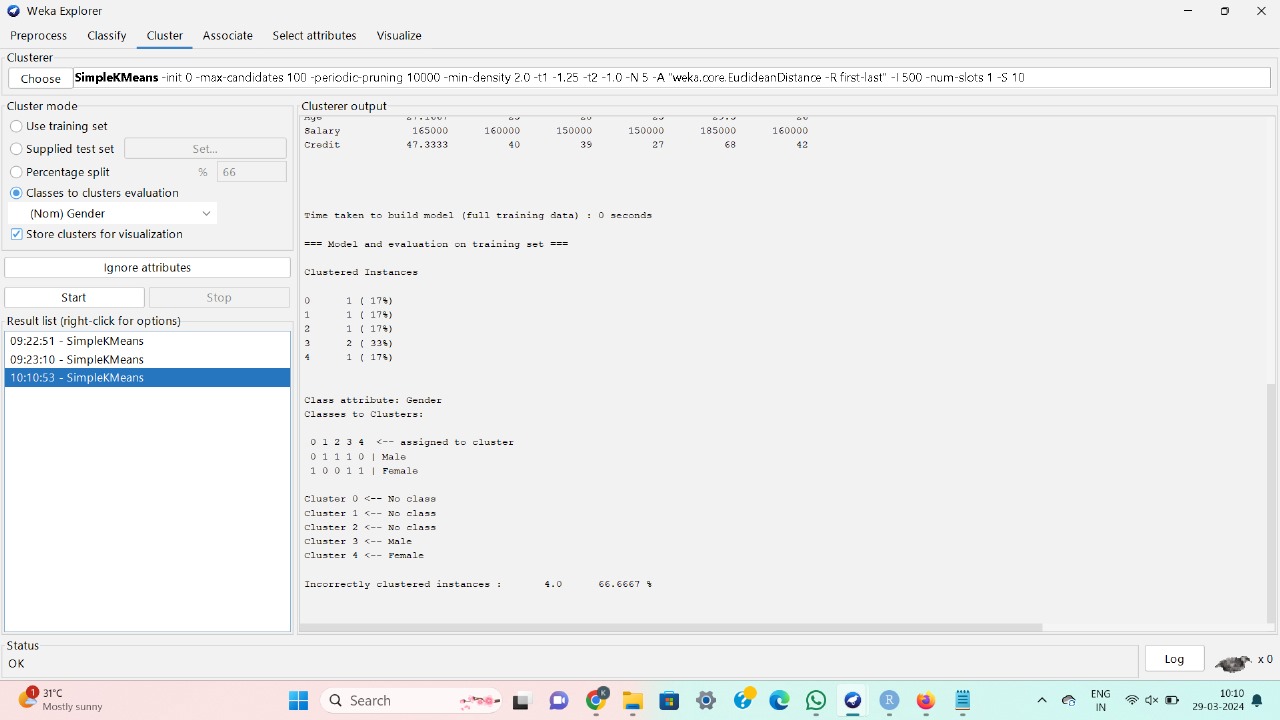 Weka Explorer
Preprocess Classify Cluster Associate Select attributes Visualize
Clusterer
Choose SimpleKMeans -init 0 -max-candidates 100 -periodic-pruning 10000 -min-density 2.0 -t1 -1.25 -t2 -1.0 -N 5 -A "weka.core.EuclideanDistance -R first-last" -I 500 -num-slots 1 -S 10
Cluster mode
Use training set
Supplied test set Set...
Percentage split % 66
Classes to clusters evaluation
(Nom) Gender
Store clusters for visualization
Ignore attributes
Start Stop
Result list (right-click for options)
09:22:51 - SimpleKMeans
09:23:10 - SimpleKMeans
10:10:53 - SimpleKMeans
Clusterer output
Age
Salary 165000 160000 150000 150000 185000 160000
Credit 47.3333 40 39 27 68 42
Time taken to build model (full training data) : 0 seconds
=== Model and evaluation on training set ===
Clustered Instances
0 1 ( 17%)
1 1 ( 17%)
2 1 ( 17%)
3 2 ( 33%)
4 1 ( 17%)
Class attribute: Gender
Classes to Clusters:
0 1 2 3 4 <-- assigned to cluster
0 1 1 1 0 | Male
1 0 0 1 1 | Female
Cluster 0 <-- No class
Cluster 1 <-- No class
Cluster 2 <-- No class
Cluster 3 <-- Male
Cluster 4 <-- Female
Incorrectly clustered instances : 4.0 66.6667 %
Status
OK
Log x 0
1
31°C
Mostly sunny
Search
K
R
ENG
IN
10:10
29-03-2024